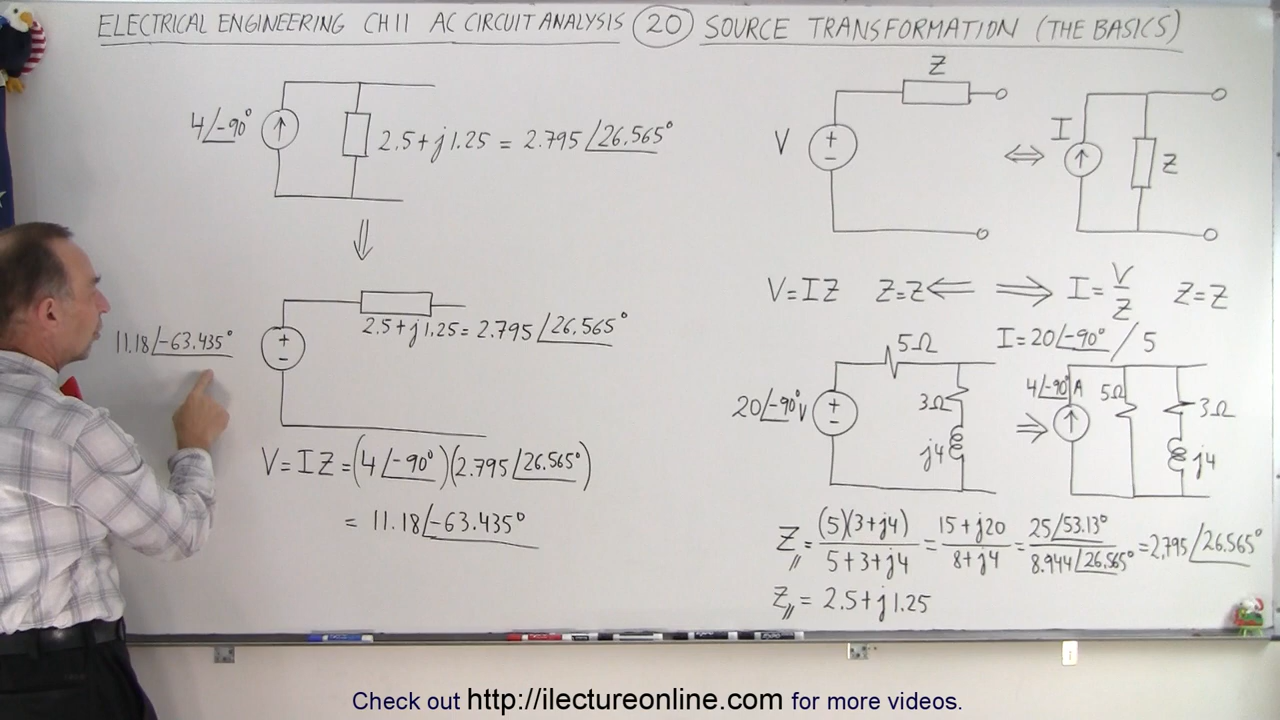 ELECTRICAL ENGINEERING CH 11 AC CIRCUIT ANALYSIS 20 SOURCE TRANSFORMATION (THE BASICS)
4∠-90°
2.5+j1.25 = 2.795∠26.565°
⇓
11.18∠-63.435°
+
-
2.5+j1.25=2.795∠26.565°
V=IZ=(4∠-90°)(2.795∠26.565°)
= 11.18∠-63.435°
Z
V
+
-
⇔
I
Z
V=IZ Z=Z ⇐ ⇒ I=V/Z Z=Z
I=20∠-90°/5
5Ω
20∠-90°V
+
-
3Ω
j4
⇒
4∠-90°A
5Ω
3Ω
j4
Z// = (5)(3+j4)/5+3+j4 = 15+j20/8+j4 = 25∠53.13°/8.944∠26.565° = 2.795∠26.565°
Z// = 2.5+j1.25
Check out http://ilectureonline.com for more videos.